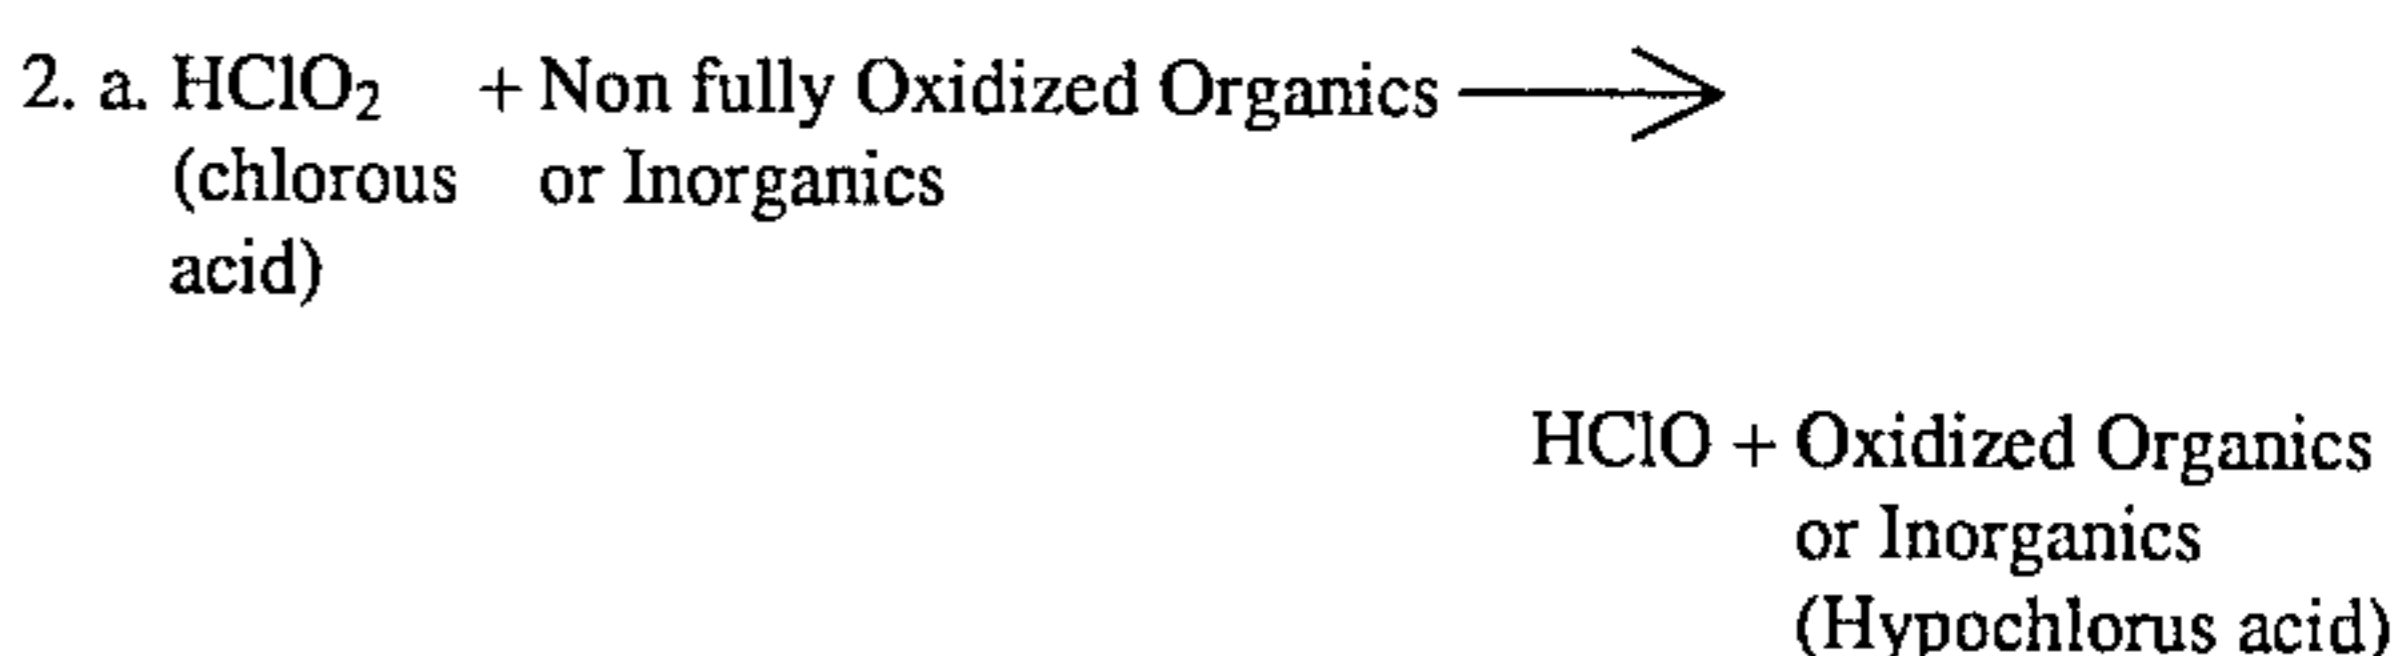 2. a. HClO₂ + Non fully Oxidized Organics ⟶
(chlorous or Inorganics
acid)
HClO + Oxidized Organics
or Inorganics
(Hypochlorus acid)